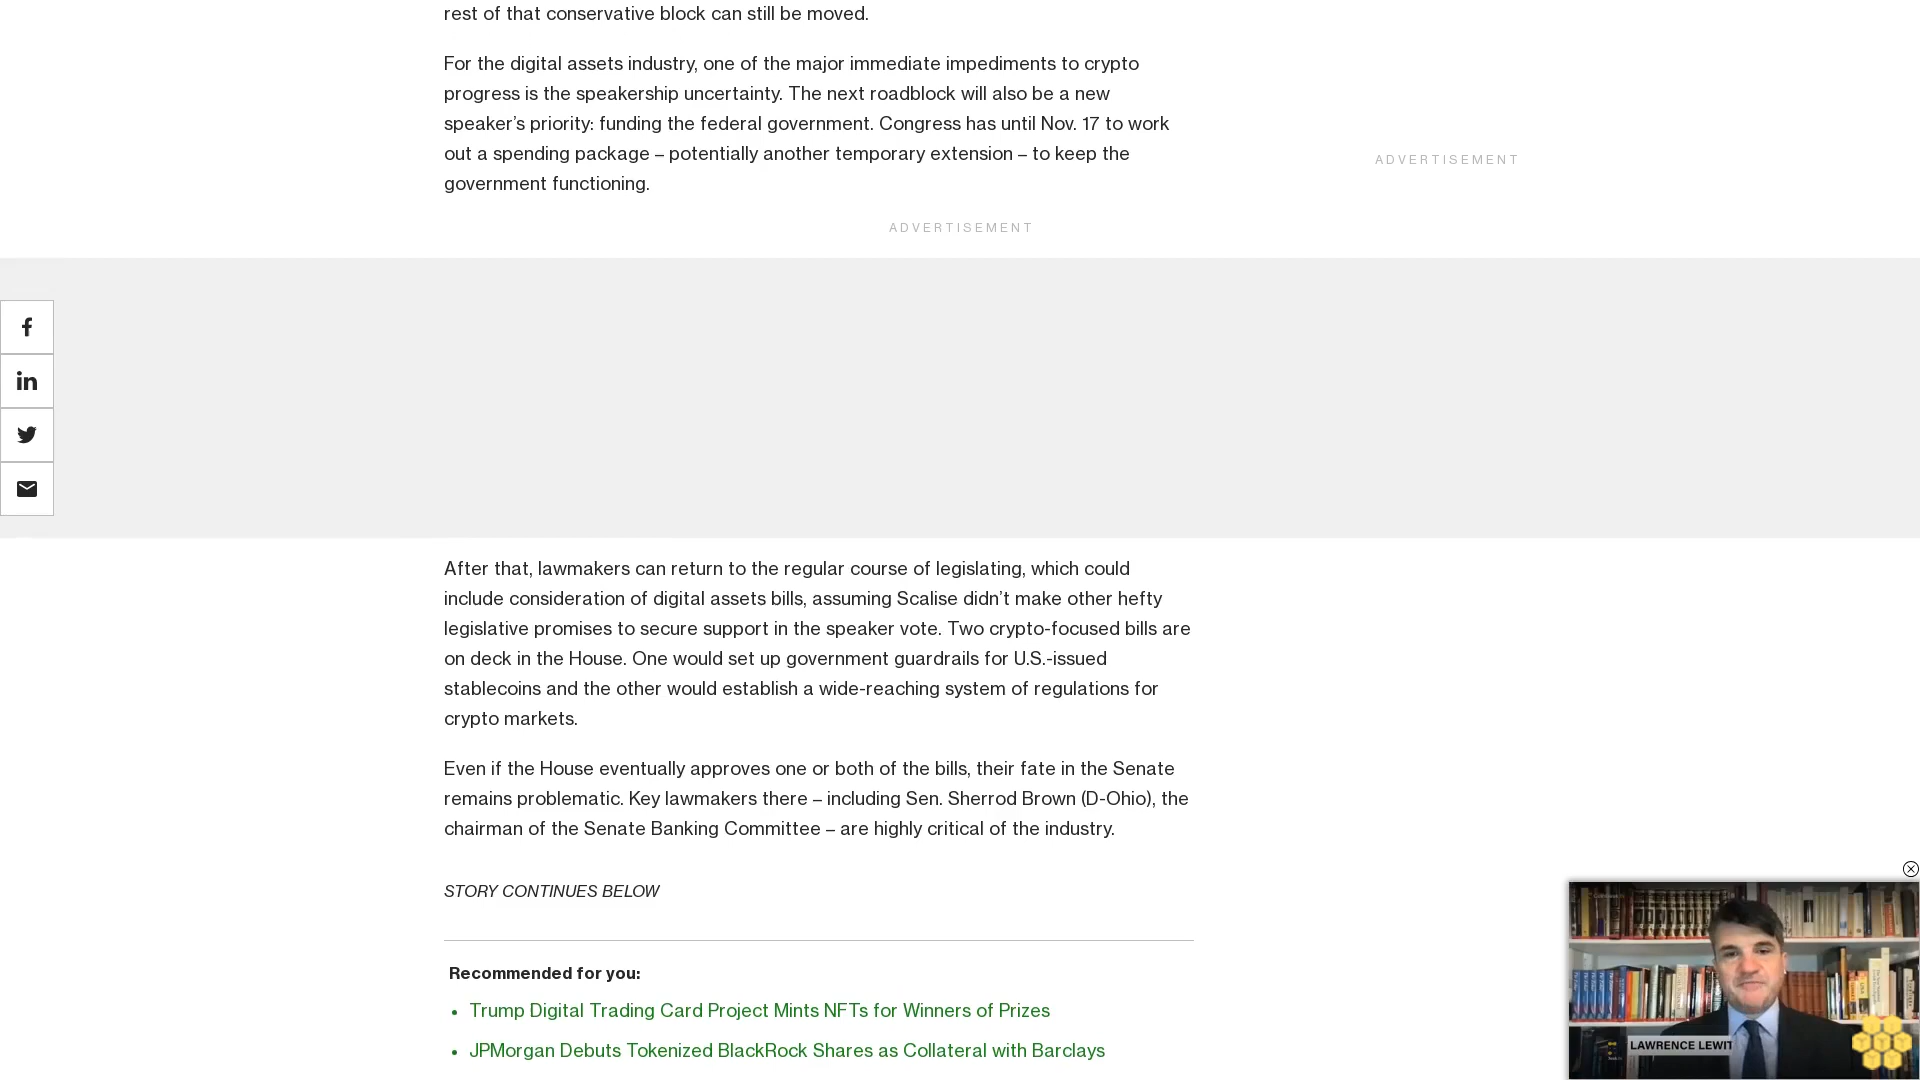 rest of that conservative block can still be moved.
For the digital assets industry, one of the major immediate impediments to crypto
progress is the speakership uncertainty. The next roadblock will also be a new
speaker’s priority: funding the federal government. Congress has until Nov. 17 to work
out a spending package – potentially another temporary extension – to keep the
government functioning.
ADVERTISEMENT
ADVERTISEMENT
After that, lawmakers can return to the regular course of legislating, which could
include consideration of digital assets bills, assuming Scalise didn’t make other hefty
legislative promises to secure support in the speaker vote. Two crypto-focused bills are
on deck in the House. One would set up government guardrails for U.S.-issued
stablecoins and the other would establish a wide-reaching system of regulations for
crypto markets.
Even if the House eventually approves one or both of the bills, their fate in the Senate
remains problematic. Key lawmakers there – including Sen. Sherrod Brown (D-Ohio), the
chairman of the Senate Banking Committee – are highly critical of the industry.
STORY CONTINUES BELOW
Recommended for you:
Trump Digital Trading Card Project Mints NFTs for Winners of Prizes
JPMorgan Debuts Tokenized BlackRock Shares as Collateral with Barclays
LAWRENCE LEWIT